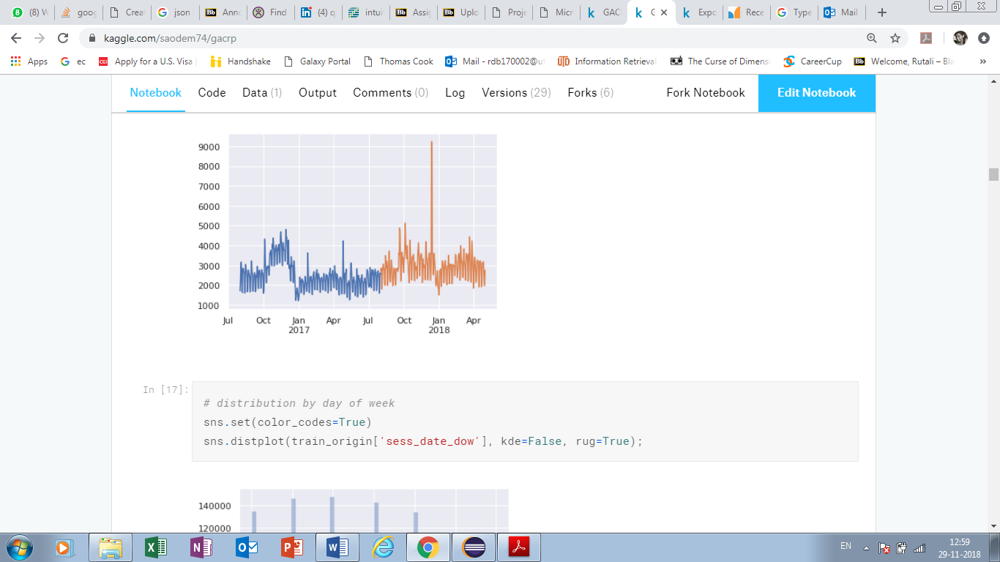 (8) W goog Creat json Anno Find (4) q intui Assig Uplo Proje Micr GAC G Expo Rece Type Mail
kaggle.com/saodem74/gacrp
Apps ec Apply for a U.S. Visa Handshake Galaxy Portal Thomas Cook Mail - rdb170002@ut Information Retrieval The Curse of Dimensi CareerCup Welcome, Rutali – Bla »
Notebook Code Data (1) Output Comments (0) Log Versions (29) Forks (6) Fork Notebook Edit Notebook
9000
8000
7000
6000
5000
4000
3000
2000
1000
Jul Oct Jan Apr Jul Oct Jan Apr
2017 2018
In [17]:
# distribution by day of week
sns.set(color_codes=True)
sns.distplot(train_origin['sess_date_dow'], kde=False, rug=True);
140000
120000
EN 12:59
29-11-2018